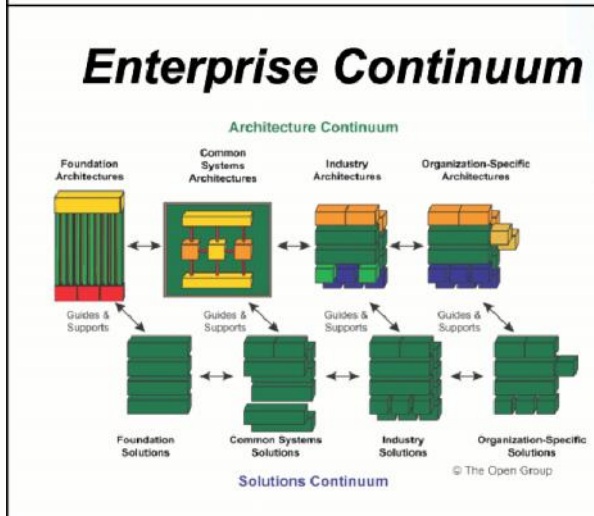 Enterprise Continuum
Architecture Continuum
Foundation
Architectures
Common
Systems
Architectures
Industry
Architectures
Organization-Specific
Architectures
Guides &
Supports
Guides &
Supports
Guides &
Supports
Guides &
Supports
Foundation
Solutions
Common Systems
Solutions
Industry
Solutions
Organization-Specific
Solutions
© The Open Group
Solutions Continuum